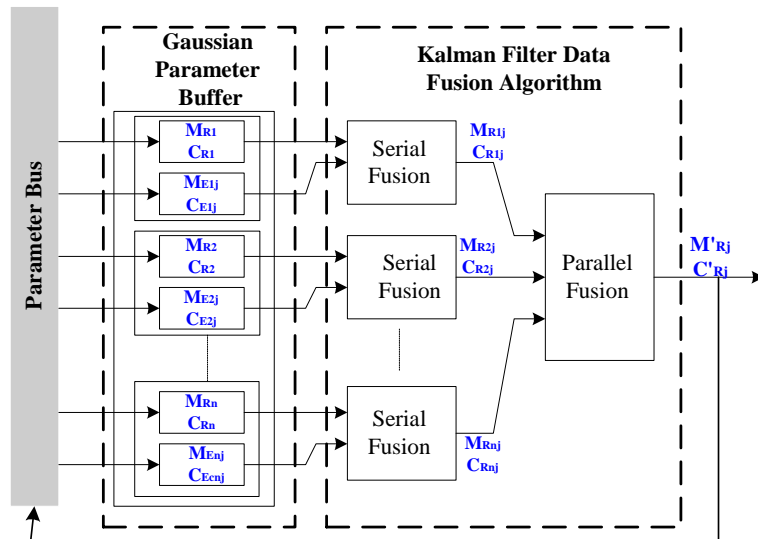 Parameter Bus
Gaussian
Parameter
Buffer
MR1
CR1
ME1j
CE1j
MR2
CR2
ME2j
CE2j
MRn
CRn
MEnj
CEcnj
Kalman Filter Data
Fusion Algorithm
Serial
Fusion
MR1j
CR1j
Serial
Fusion
MR2j
CR2j
Serial
Fusion
MRnj
CRnj
Parallel
Fusion
M'Rj
C'Rj